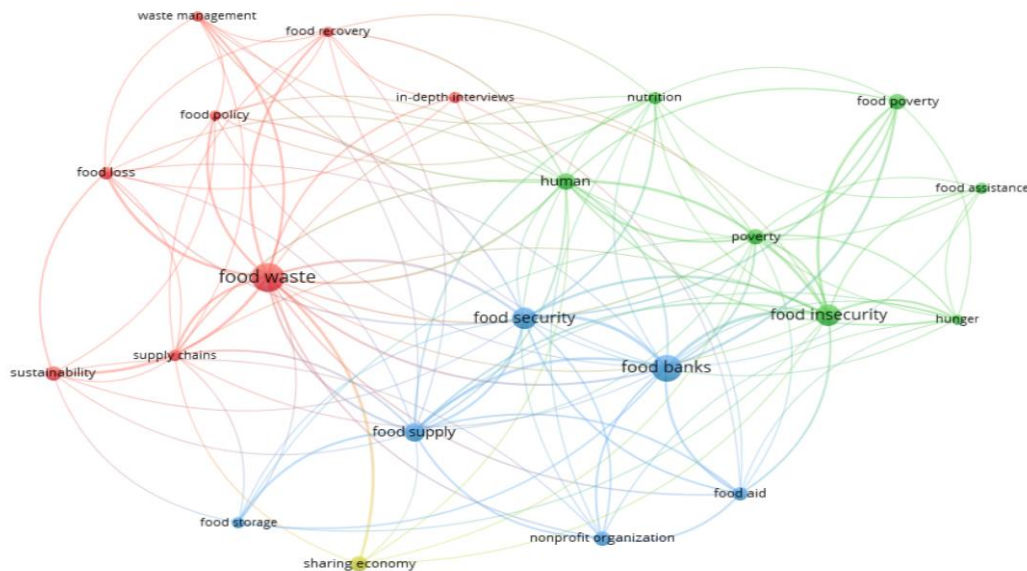 waste management
food recovery
in-depth interviews
nutrition
food poverty
food policy
food loss
human
food assistance
poverty
food waste
food security
food insecurity
hunger
supply chains
sustainability
food banks
food supply
food aid
food storage
nonprofit organization
sharing economy